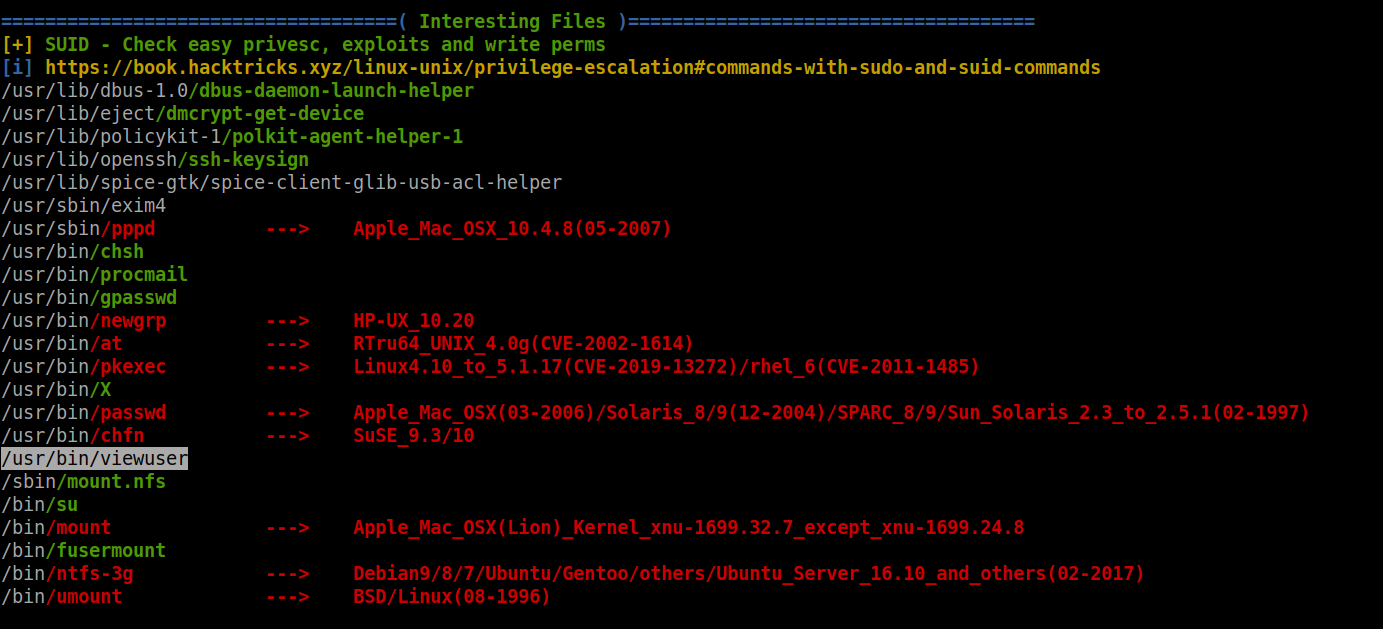 ====================================( Interesting Files )=====================================
[+] SUID - Check easy privesc, exploits and write perms
[i] https://book.hacktricks.xyz/linux-unix/privilege-escalation#commands-with-sudo-and-suid-commands
/usr/lib/dbus-1.0/dbus-daemon-launch-helper
/usr/lib/eject/dmcrypt-get-device
/usr/lib/policykit-1/polkit-agent-helper-1
/usr/lib/openssh/ssh-keysign
/usr/lib/spice-gtk/spice-client-glib-usb-acl-helper
/usr/sbin/exim4
/usr/sbin/pppd          --->    Apple_Mac_OSX_10.4.8(05-2007)
/usr/bin/chsh
/usr/bin/procmail
/usr/bin/gpasswd
/usr/bin/newgrp         --->    HP-UX_10.20
/usr/bin/at             --->    RTru64_UNIX_4.0g(CVE-2002-1614)
/usr/bin/pkexec         --->    Linux4.10_to_5.1.17(CVE-2019-13272)/rhel_6(CVE-2011-1485)
/usr/bin/X
/usr/bin/passwd         --->    Apple_Mac_OSX(03-2006)/Solaris_8/9(12-2004)/SPARC_8/9/Sun_Solaris_2.3_to_2.5.1(02-1997)
/usr/bin/chfn           --->    SuSE_9.3/10
/usr/bin/viewuser
/sbin/mount.nfs
/bin/su
/bin/mount              --->    Apple_Mac_OSX(Lion)_Kernel_xnu-1699.32.7_except_xnu-1699.24.8
/bin/fusermount
/bin/ntfs-3g            --->    Debian9/8/7/Ubuntu/Gentoo/others/Ubuntu_Server_16.10_and_others(02-2017)
/bin/umount             --->    BSD/Linux(08-1996)